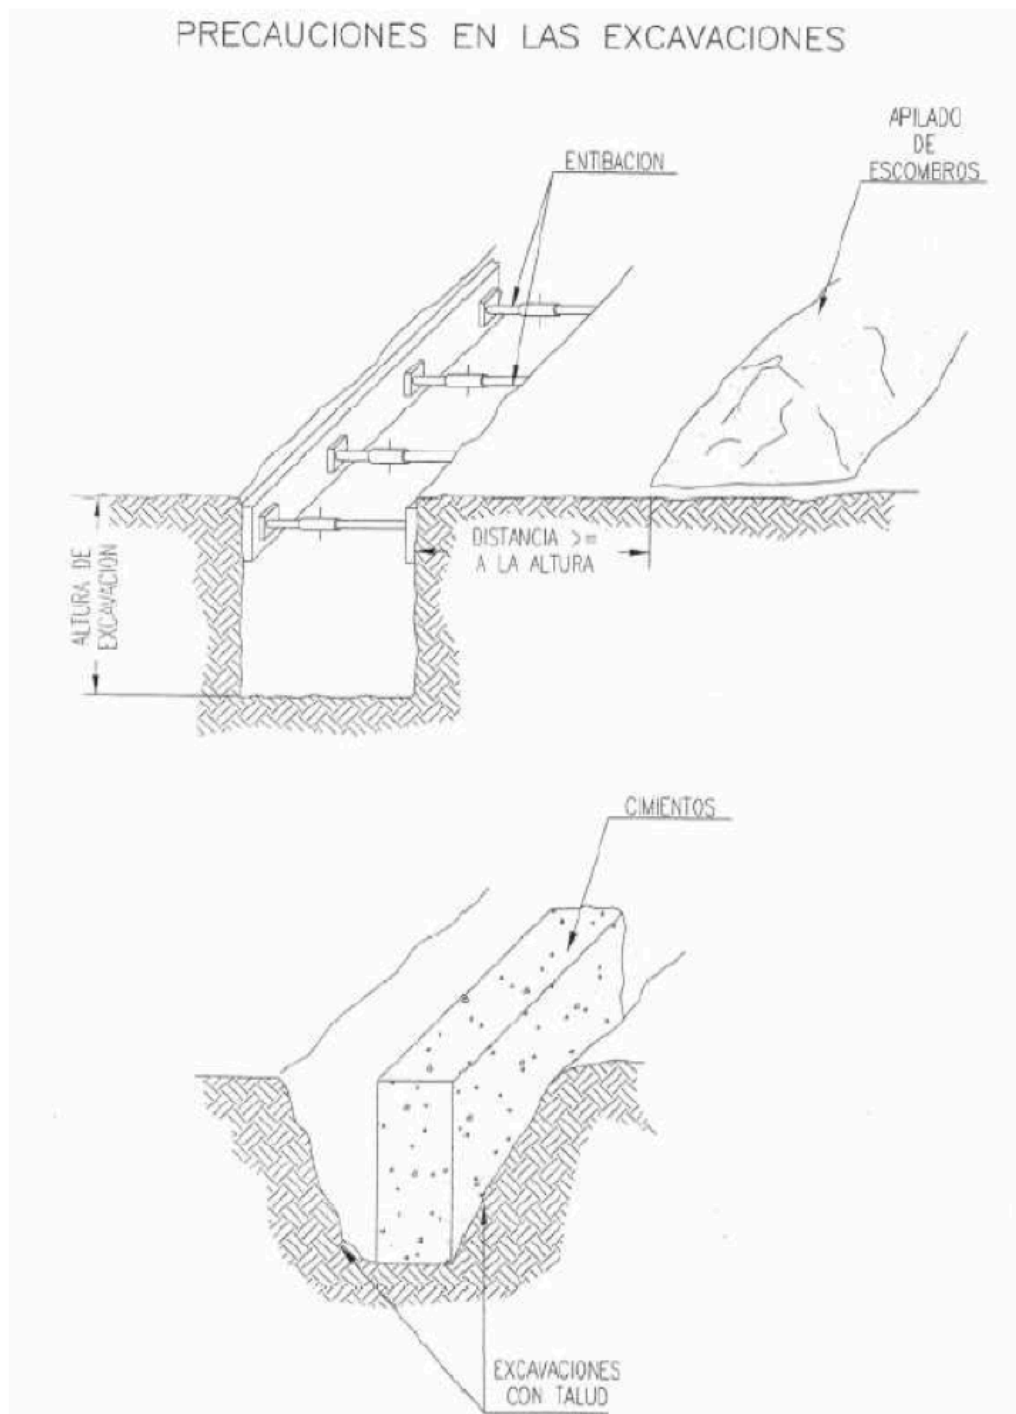 PRECAUCIONES EN LAS EXCAVACIONES
APILADO
DE
ESCOMBROS
ENTIBACION
DISTANCIA >=
A LA ALTURA
ALTURA DE
EXCAVACION
CIMIENTOS
EXCAVACIONES
CON TALUD